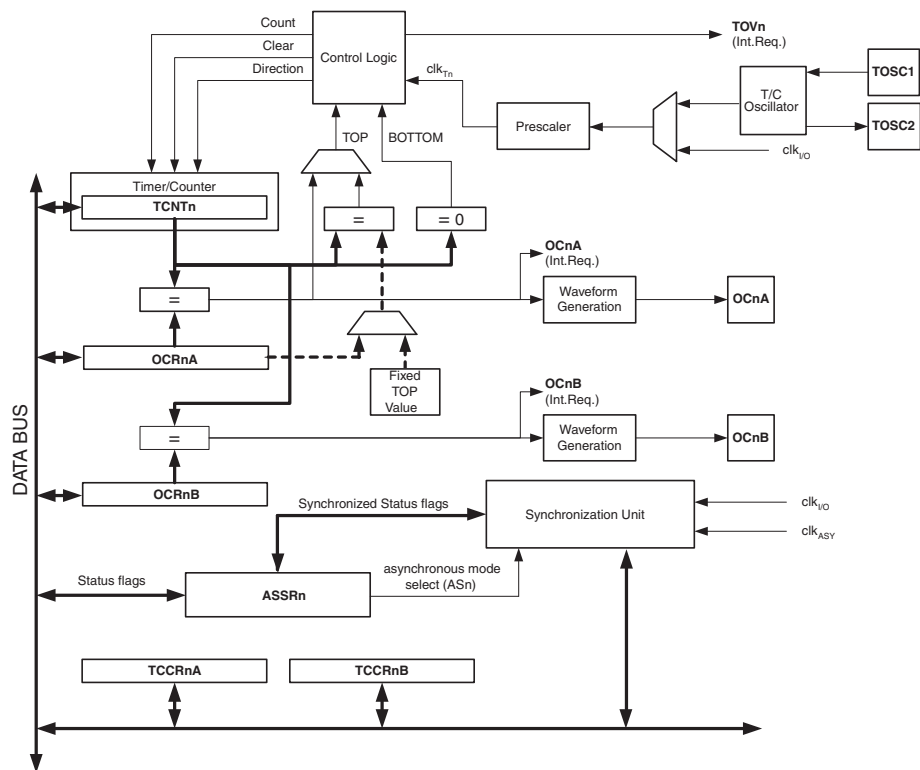 Count
Clear
Direction
Control Logic
TOVn
(Int.Req.)
clkTn
TOSC1
T/C
Oscillator
TOSC2
Prescaler
clkI/O
TOP
BOTTOM
Timer/Counter
TCNTn
=
= 0
OCnA
(Int.Req.)
=
Waveform
Generation
OCnA
OCRnA
Fixed
TOP
Value
OCnB
(Int.Req.)
=
Waveform
Generation
OCnB
DATA BUS
OCRnB
Synchronized Status flags
Synchronization Unit
clkI/O
clkASY
Status flags
ASSRn
asynchronous mode
select (ASn)
TCCRnA
TCCRnB